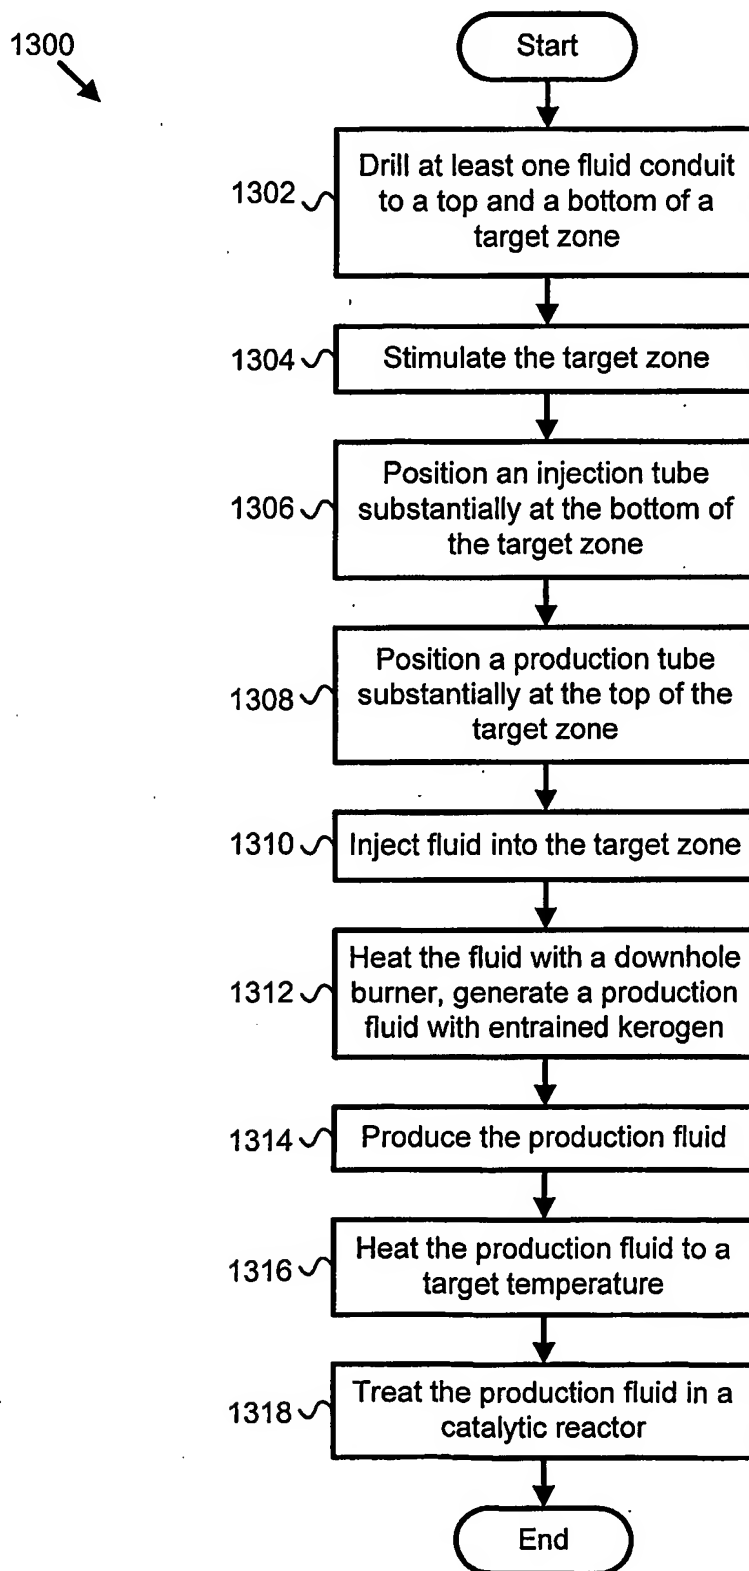 1300
Start
1302
Drill at least one fluid conduit
to a top and a bottom of a
target zone
1304
Stimulate the target zone
1306
Position an injection tube
substantially at the bottom of
the target zone
1308
Position a production tube
substantially at the top of the
target zone
1310
Inject fluid into the target zone
1312
Heat the fluid with a downhole
burner, generate a production
fluid with entrained kerogen
1314
Produce the production fluid
1316
Heat the production fluid to a
target temperature
1318
Treat the production fluid in a
catalytic reactor
End